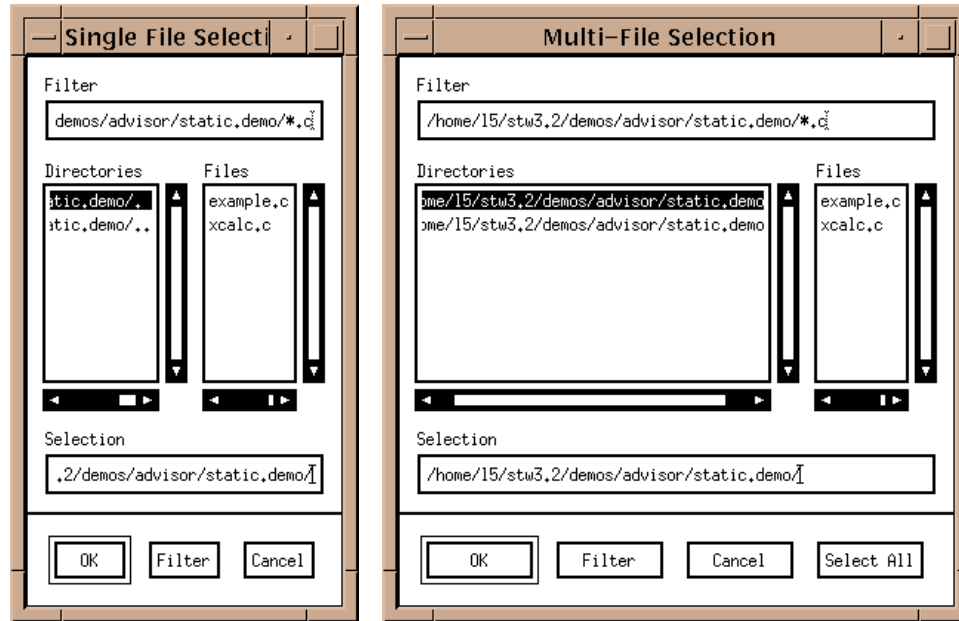 Single File Selecti
Filter
demos/advisor/static.demo/*.c
Directories
Files
atic.demo/.
atic.demo/..
example.c
xcalc.c
Selection
.2/demos/advisor/static.demo/
OK
Filter
Cancel
Multi-File Selection
Filter
/home/l5/stw3.2/demos/advisor/static.demo/*.c
Directories
Files
ome/l5/stw3.2/demos/advisor/static.demo
ome/l5/stw3.2/demos/advisor/static.demo
example.c
xcalc.c
Selection
/home/l5/stw3.2/demos/advisor/static.demo/
OK
Filter
Cancel
Select All